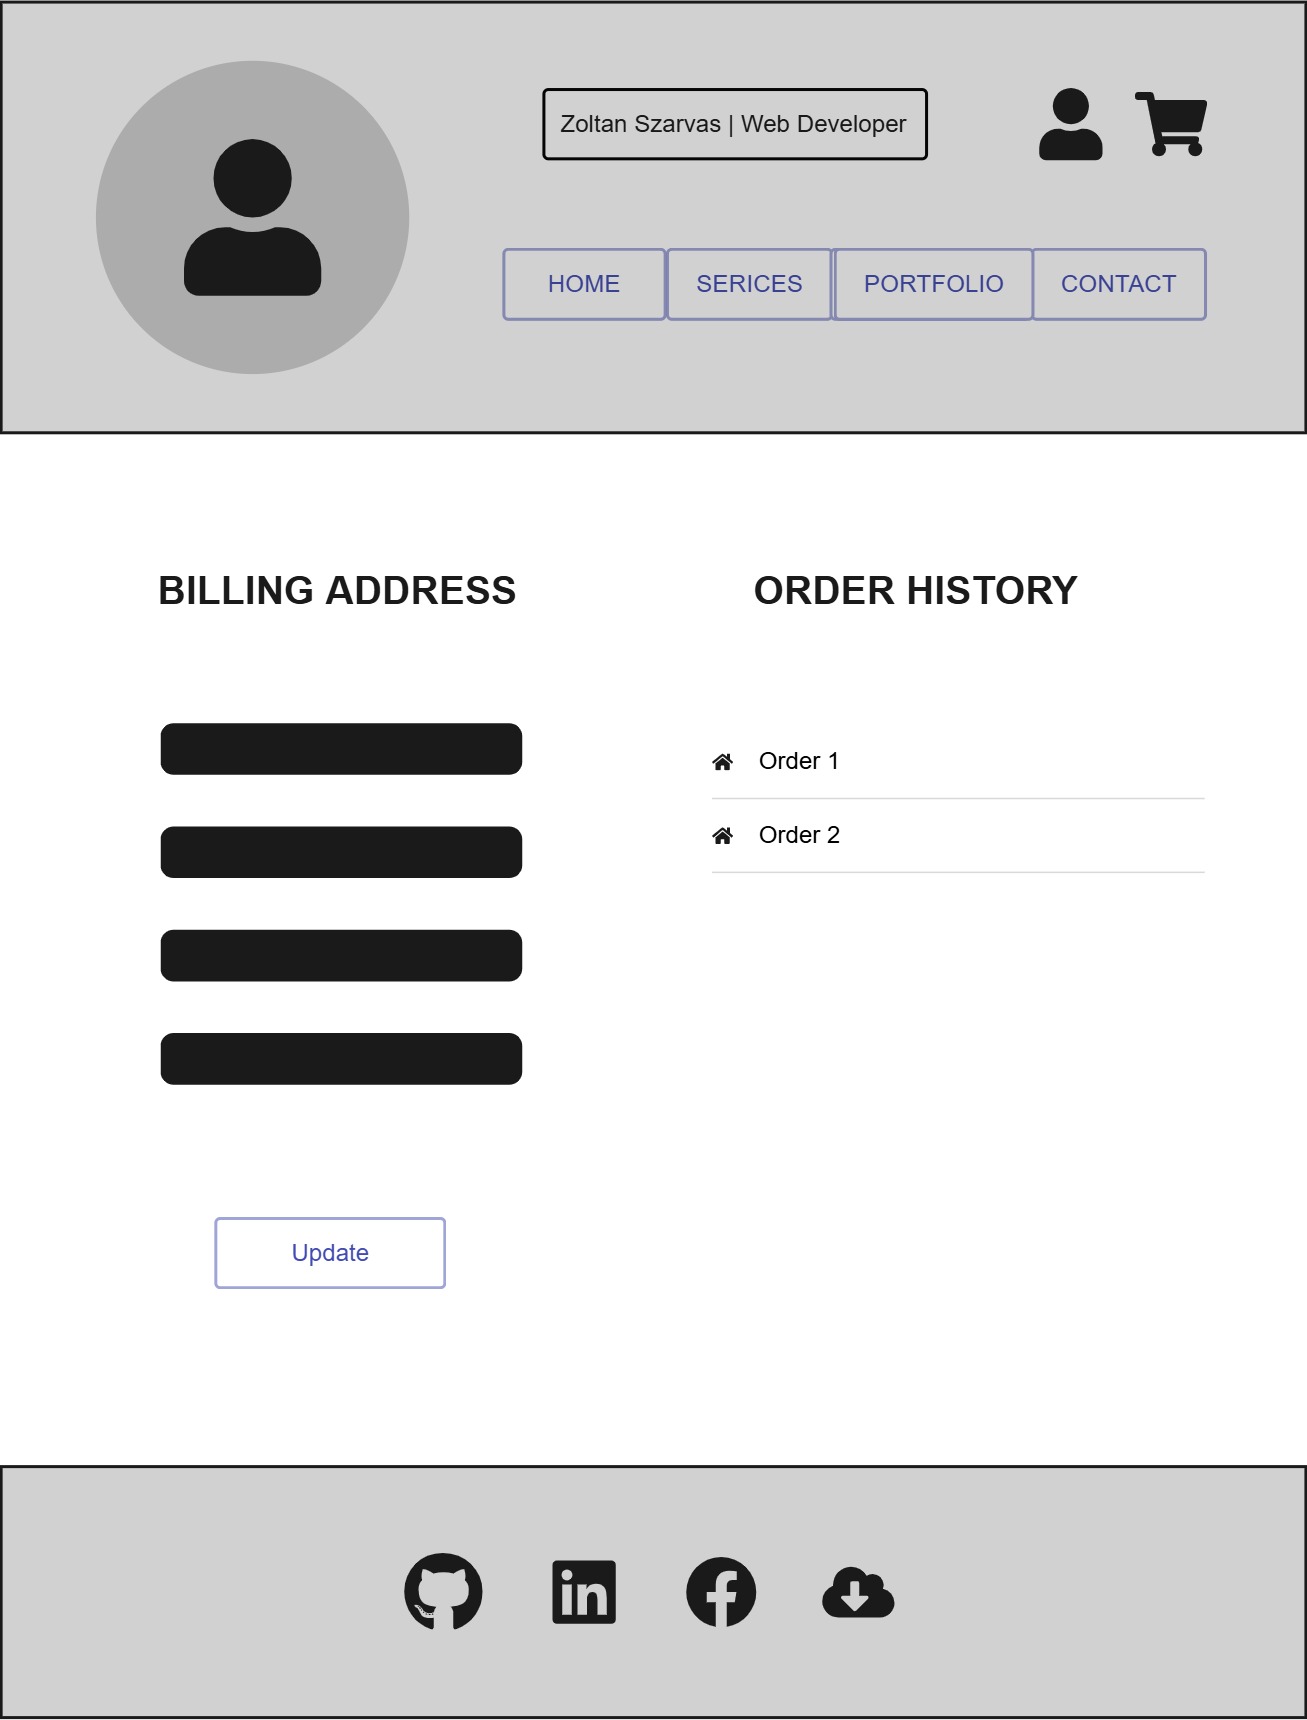 Zoltan Szarvas | Web Developer
HOME SERICES PORTFOLIO CONTACT
BILLING ADDRESS
ORDER HISTORY
Order 1
Order 2
Update